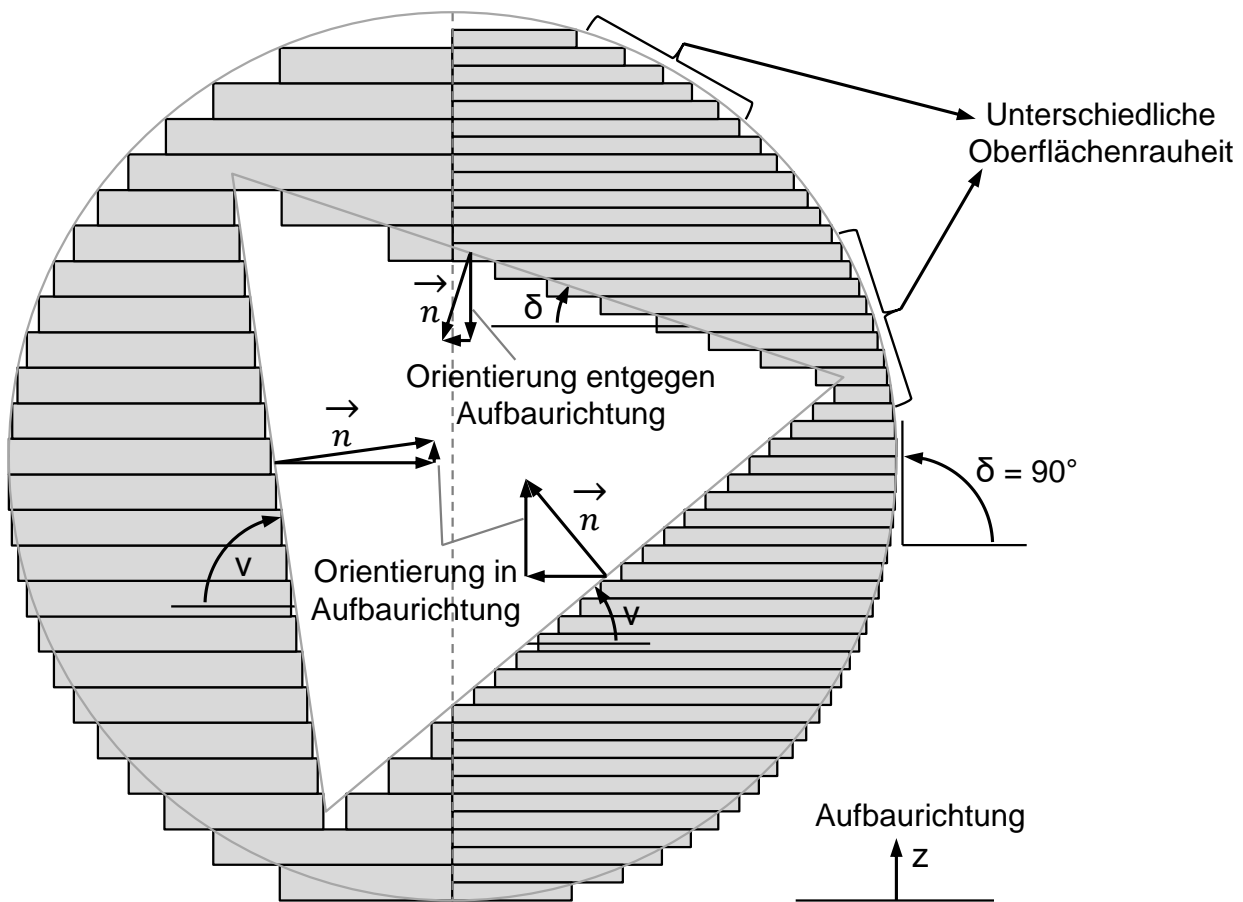 Unterschiedliche
Oberflächenrauheit
n
δ
Orientierung entgegen
Aufbaurichtung
n
δ = 90°
n
ν
Orientierung in
Aufbaurichtung
ν
Aufbaurichtung
z